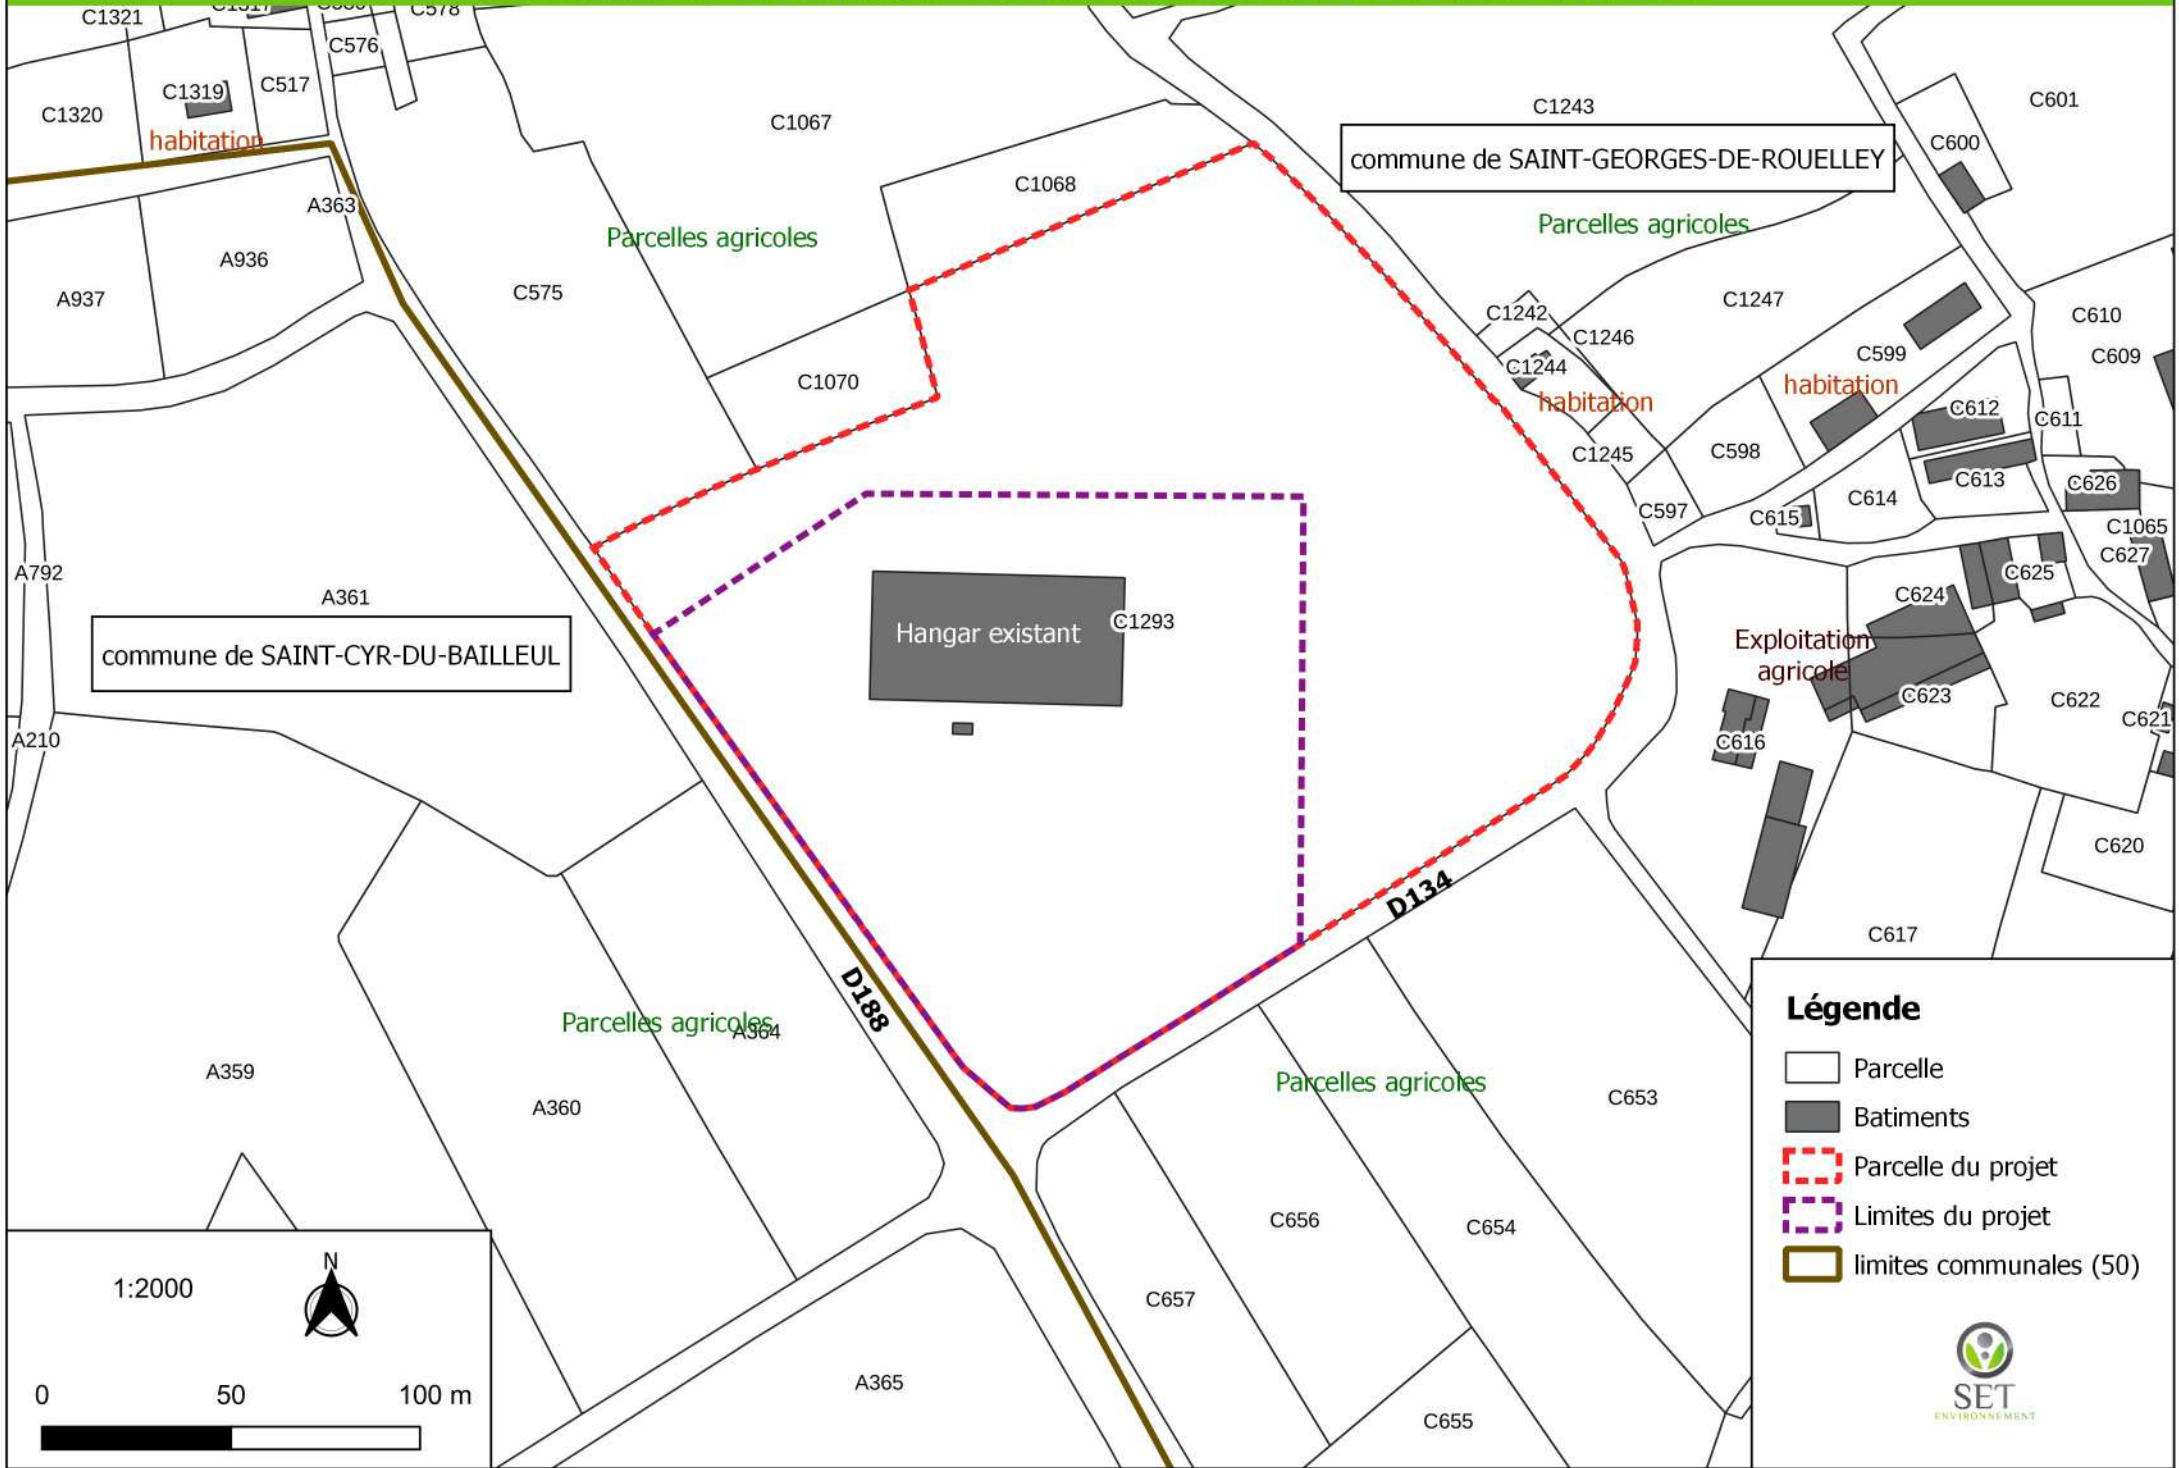 C1321
C1317
C578
C576
C1319
C517
C1320
habitation
C1067
C1243
C601
commune de SAINT-GEORGES-DE-ROUELLEY
C600
C1068
A363
Parcelles agricoles
Parcelles agricoles
A936
A937
C575
C1247
C1242
C1246
C610
C599
C609
C1070
C1244
habitation
habitation
C612
C611
C1245
C598
C613
C626
C614
C597
C615
C1065
C627
A792
C625
A361
C624
commune de SAINT-CYR-DU-BAILLEUL
Hangar existant
C1293
Exploitation
agricole
C623
C622
C621
A210
C616
C620
D134
C617
D188
Parcelles agricoles
A364
A359
A360
Parcelles agricoles
C653
C656
C654
C657
A365
C655
Légende
Parcelle
Batiments
Parcelle du projet
Limites du projet
limites communales (50)
SET
ENVIRONNEMENT
N
1:2000
0 50 100 m